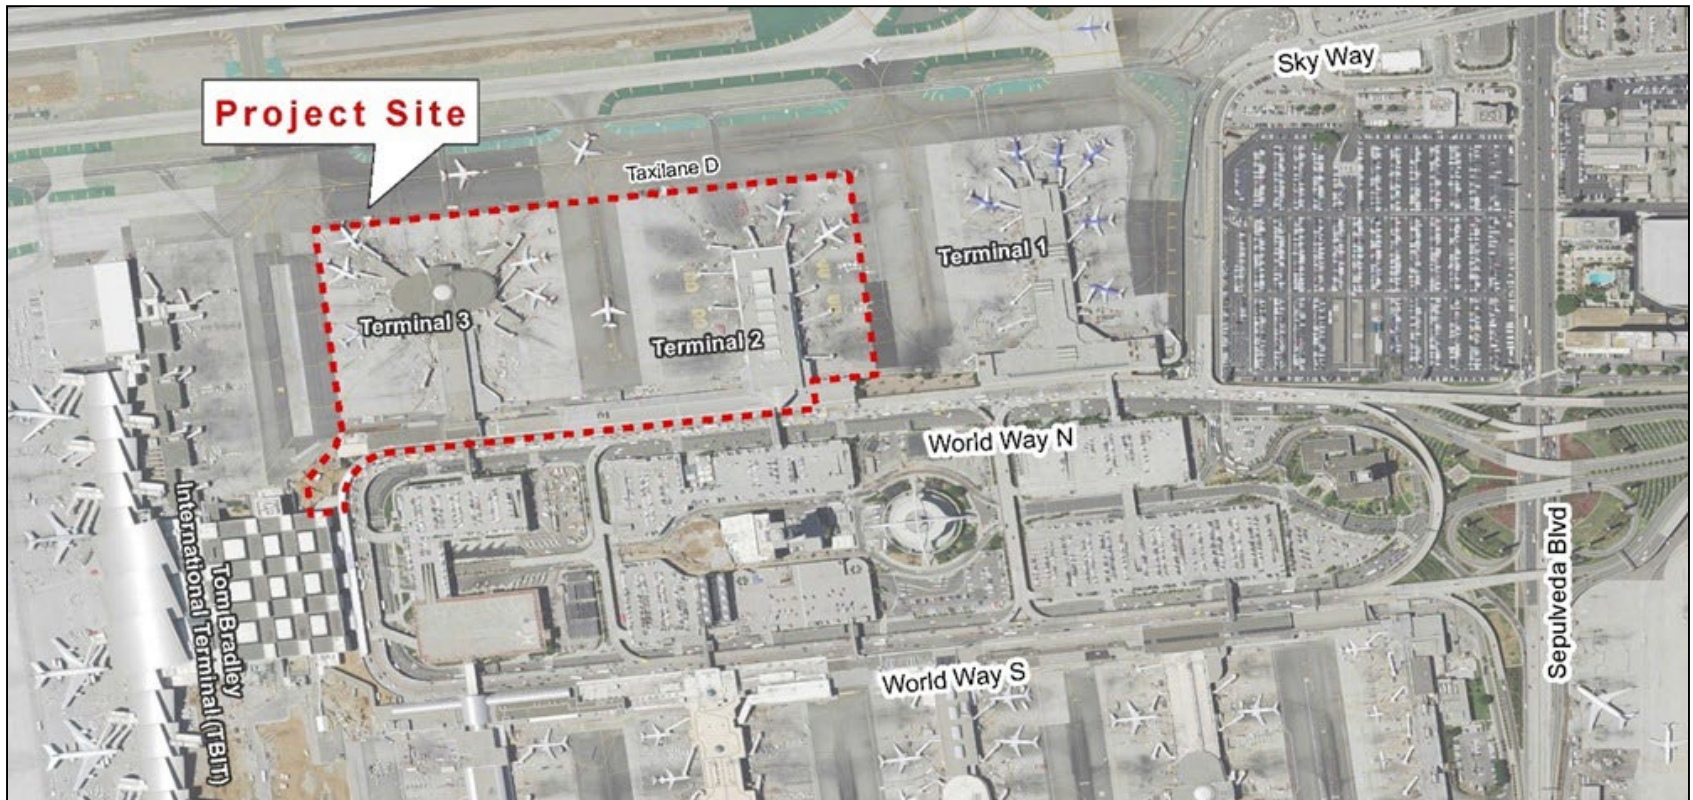 Sky Way
Project Site
Taxilane D
Terminal 1
Terminal 3
Terminal 2
World Way N
Tom Bradley
International Terminal (TBIT)
Sepulveda Blvd
World Way S